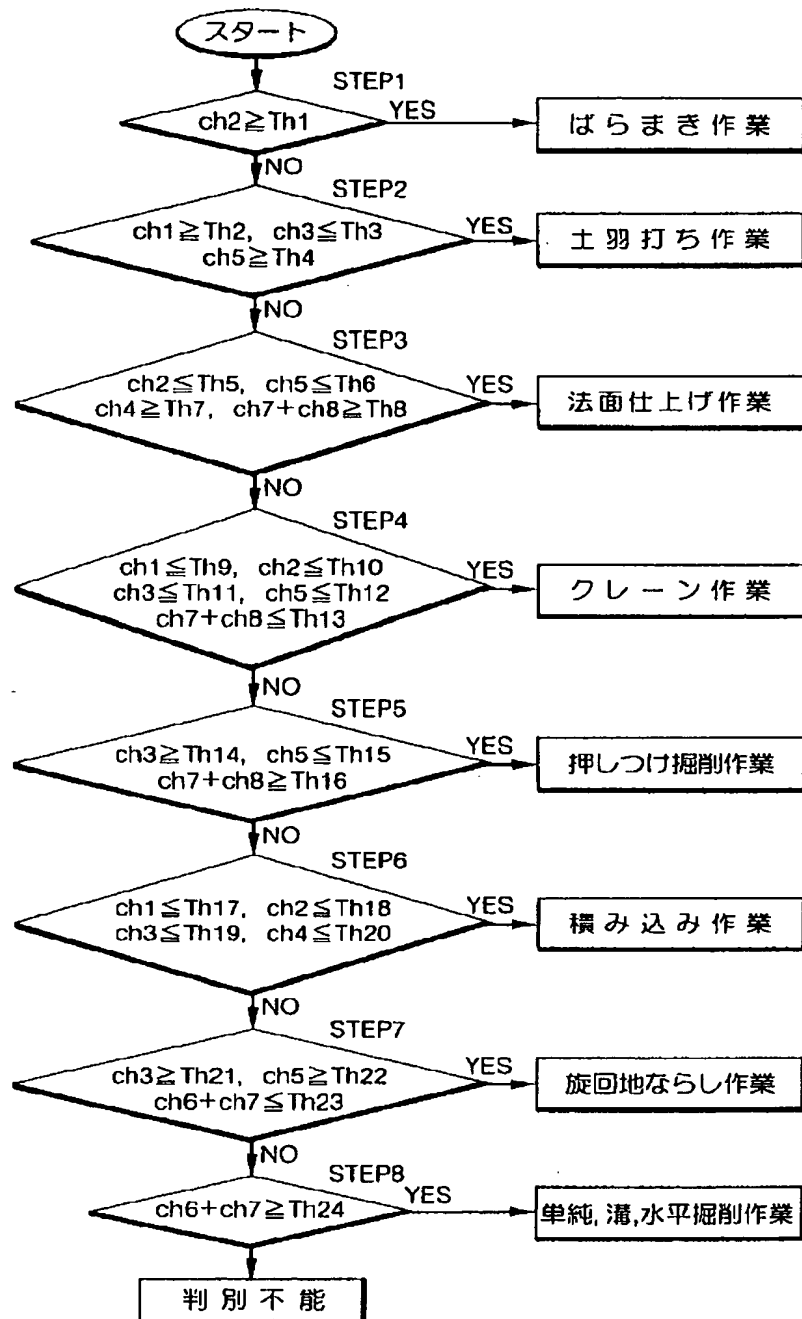 スタート
STEP1
ch2≧Th1
YES
ばらまき作業
NO
STEP2
ch1≧Th2, ch3≦Th3
ch5≧Th4
YES
土羽打ち作業
NO
STEP3
ch2≦Th5, ch5≦Th6
ch4≧Th7, ch7+ch8≧Th8
YES
法面仕上げ作業
NO
STEP4
ch1≦Th9, ch2≦Th10
ch3≦Th11, ch5≦Th12
ch7+ch8≦Th13
YES
クレーン作業
NO
STEP5
ch3≧Th14, ch5≦Th15
ch7+ch8≧Th16
YES
押しつけ掘削作業
NO
STEP6
ch1≦Th17, ch2≦Th18
ch3≦Th19, ch4≦Th20
YES
積み込み作業
NO
STEP7
ch3≧Th21, ch5≧Th22
ch6+ch7≦Th23
YES
旋回地ならし作業
NO
STEP8
ch6+ch7≧Th24
YES
単純,溝,水平掘削作業
判別不能